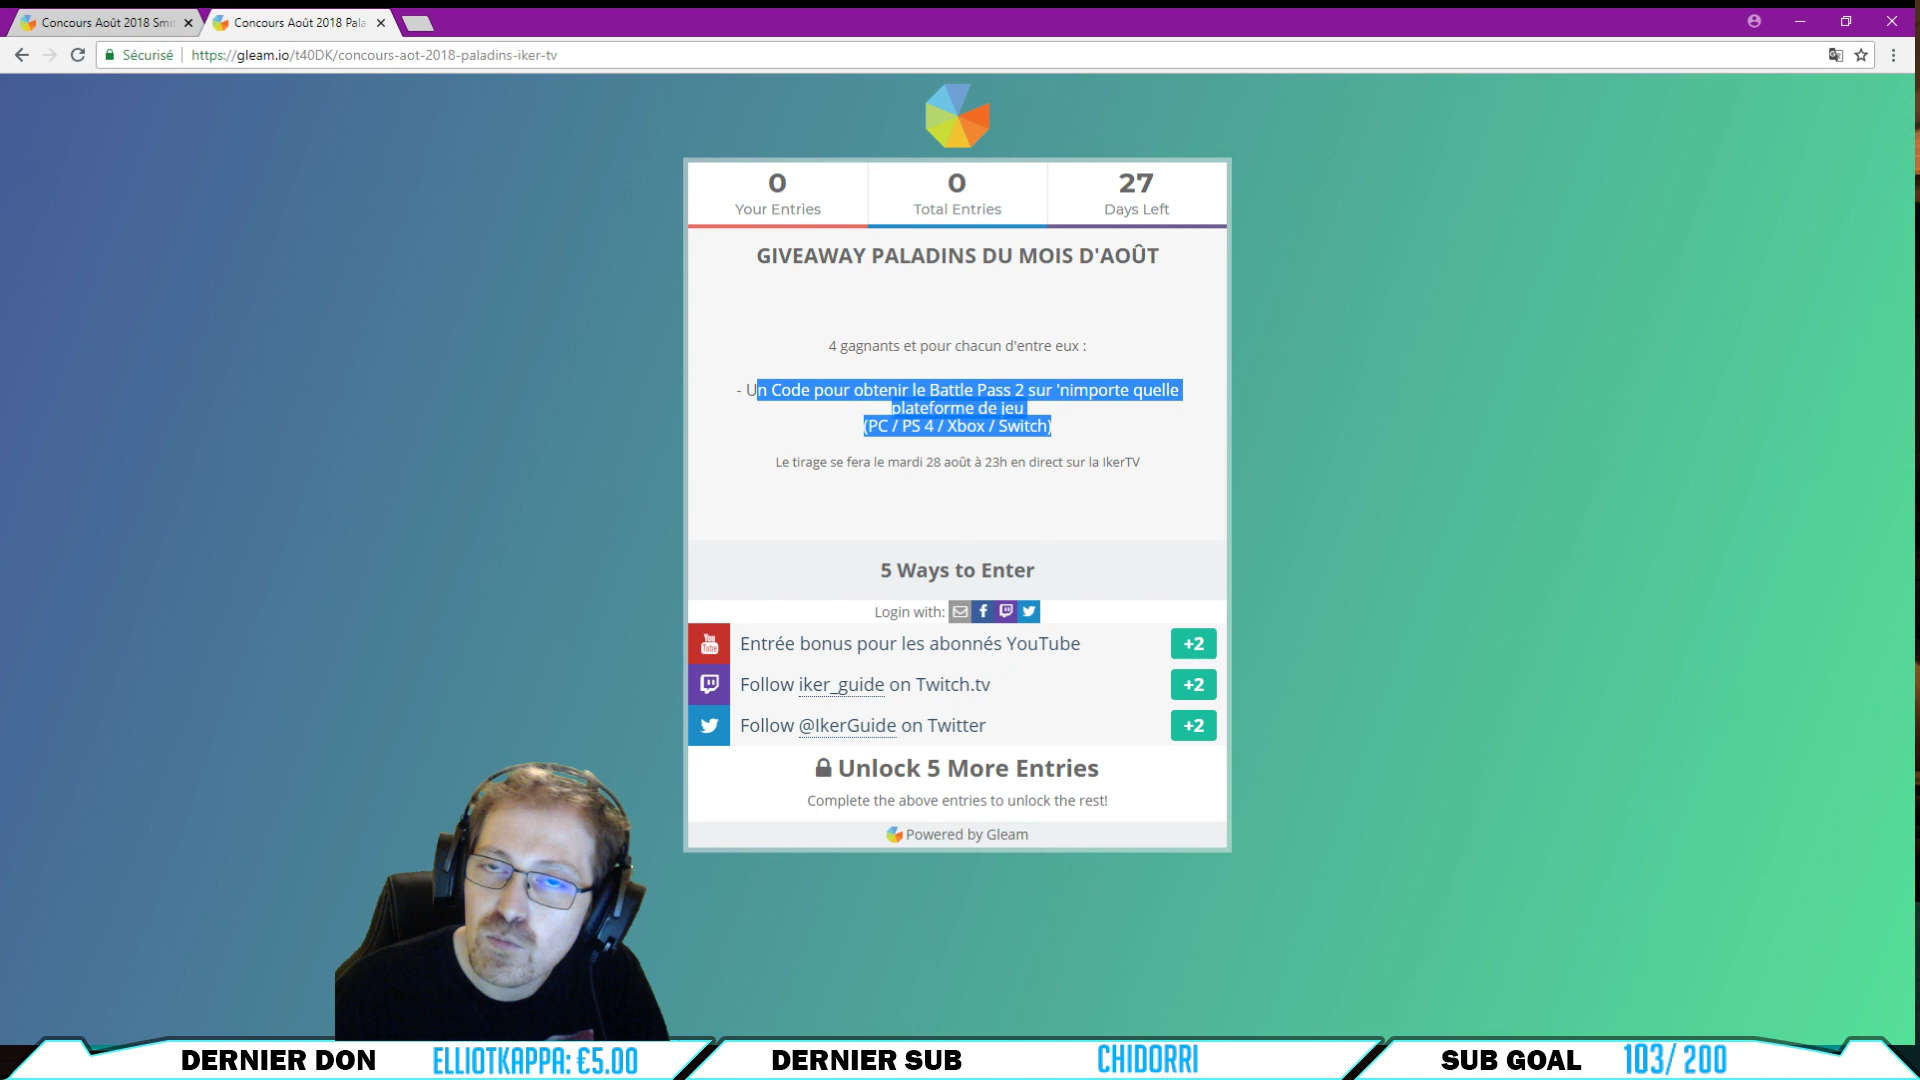 Concours Août 2018 Smi
Concours Août 2018 Pala
Sécurisé
https://gleam.io/t40DK/concours-aot-2018-paladins-iker-tv
0
Your Entries
0
Total Entries
27
Days Left
GIVEAWAY PALADINS DU MOIS D'AOÛT
4 gagnants et pour chacun d'entre eux :
- Un Code pour obtenir le Battle Pass 2 sur 'nimporte quelle
plateforme de jeu
(PC / PS 4 / Xbox / Switch)
Le tirage se fera le mardi 28 août à 23h en direct sur la IkerTV
5 Ways to Enter
Login with:
You Tube
Entrée bonus pour les abonnés YouTube
+2
Follow iker_guide on Twitch.tv
+2
Follow @IkerGuide on Twitter
+2
Unlock 5 More Entries
Complete the above entries to unlock the rest!
Powered by Gleam
DERNIER DON
ELLIOTKAPPA: €5.00
DERNIER SUB
CHIDORRI
SUB GOAL
103/ 200